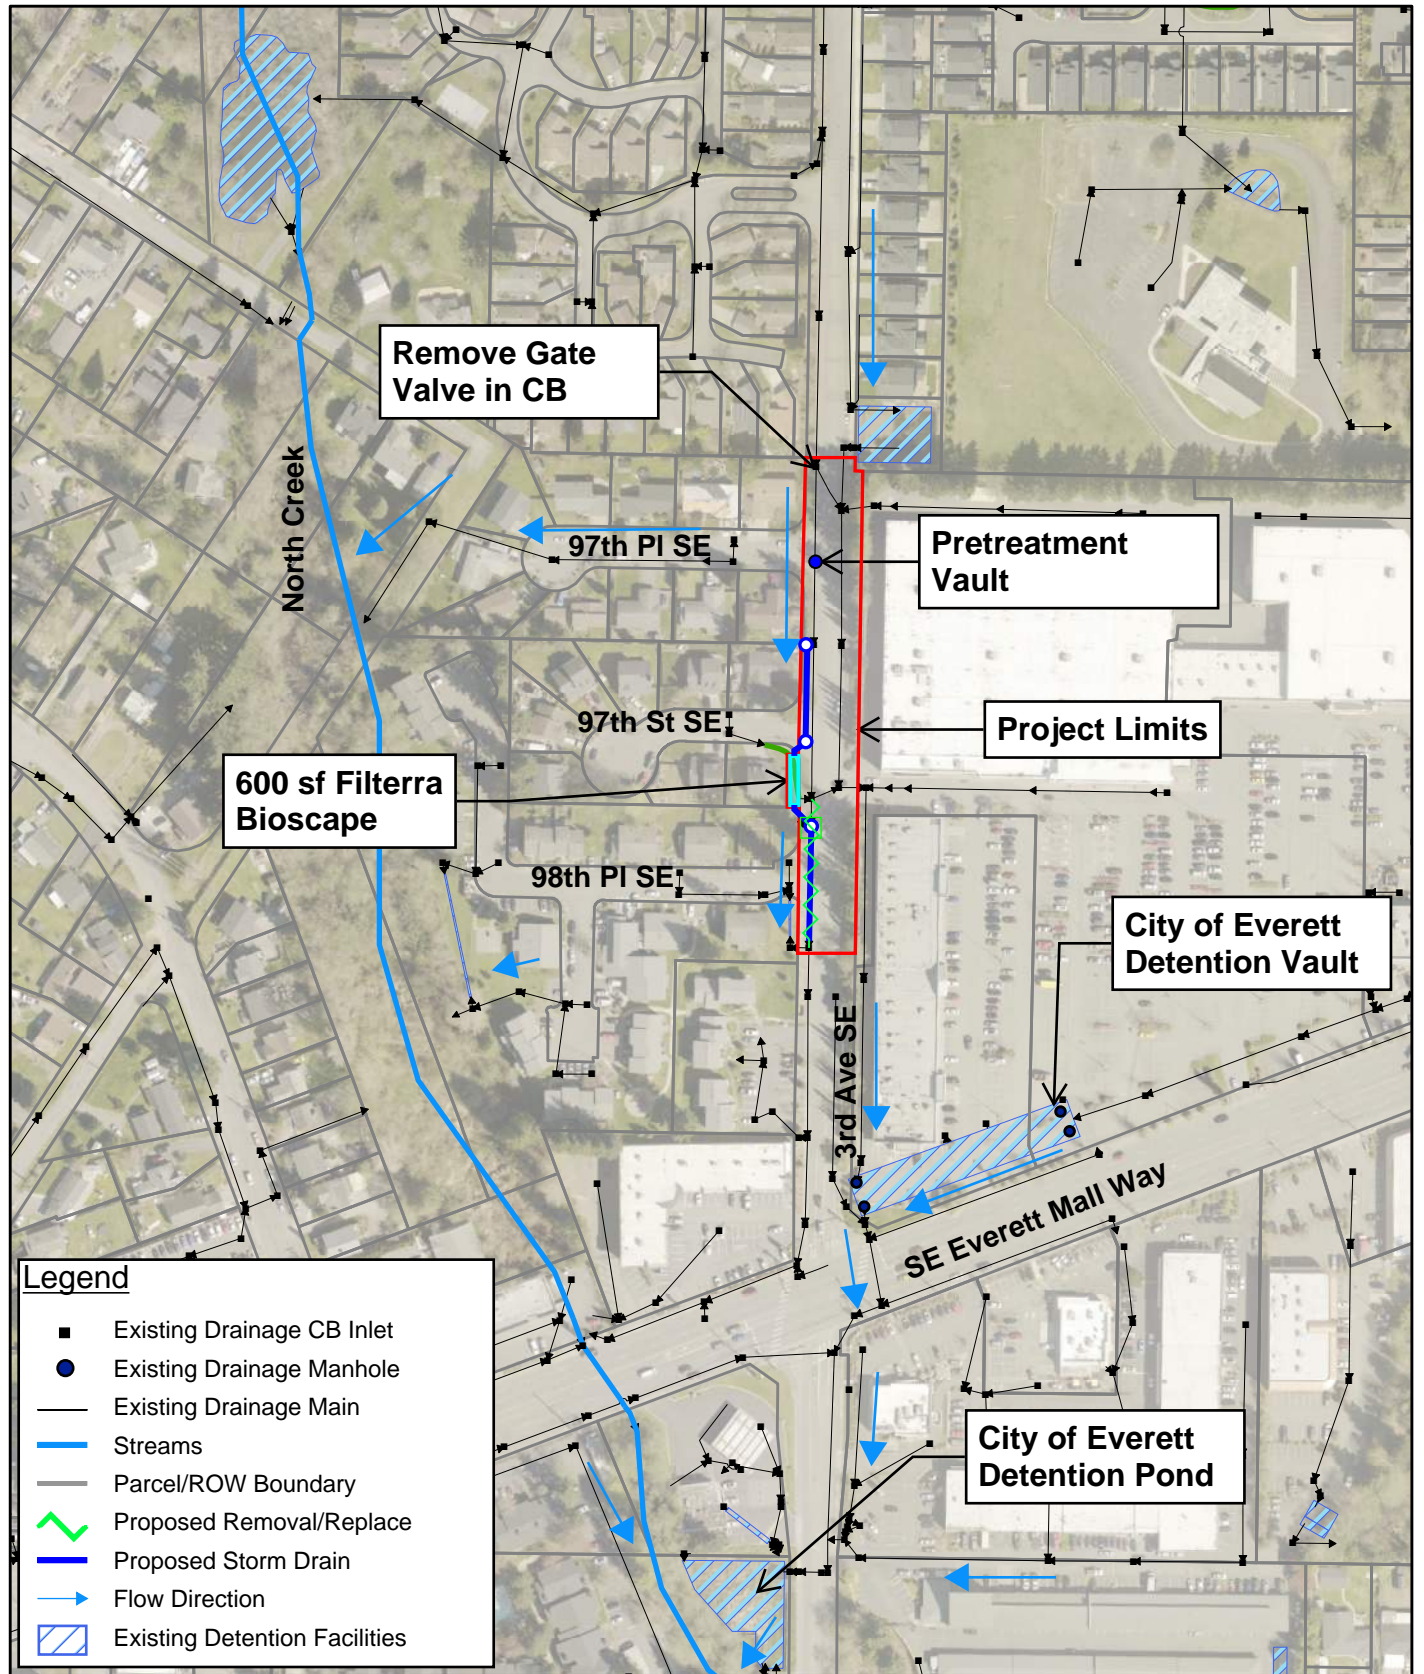 Remove Gate
Valve in CB
North Creek
97th Pl SE
Pretreatment
Vault
97th St SE
Project Limits
600 sf Filterra
Bioscape
98th Pl SE
City of Everett
Detention Vault
3rd Ave SE
SE Everett Mall Way
City of Everett
Detention Pond
Legend
Existing Drainage CB Inlet
Existing Drainage Manhole
Existing Drainage Main
Streams
Parcel/ROW Boundary
Proposed Removal/Replace
Proposed Storm Drain
Flow Direction
Existing Detention Facilities